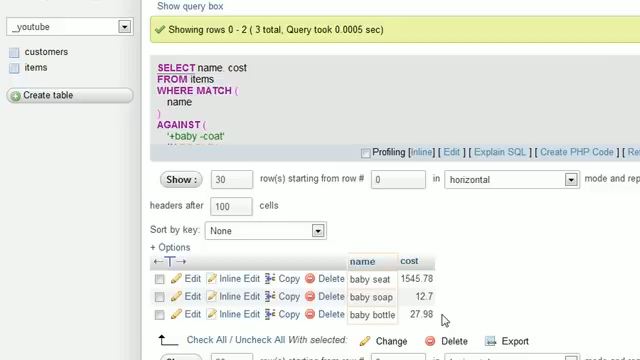 Show query box
_youtube
Showing rows 0 - 2 ( 3 total, Query took 0.0005 sec)
customers
items
Create table
SELECT name, cost
FROM items
WHERE MATCH (
name
)
AGAINST (
'+baby -coat'
Profiling [Inline] [ Edit ] [ Explain SQL ] [ Create PHP Code ] [ Re
Show : 30 row(s) starting from row # 0 in horizontal mode and rep
headers after 100 cells
Sort by key: None
+ Options
←T→ name cost
Edit Inline Edit Copy Delete baby seat 1545.78
Edit Inline Edit Copy Delete baby soap 12.7
Edit Inline Edit Copy Delete baby bottle 27.98
Check All / Uncheck All With selected: Change Delete Export